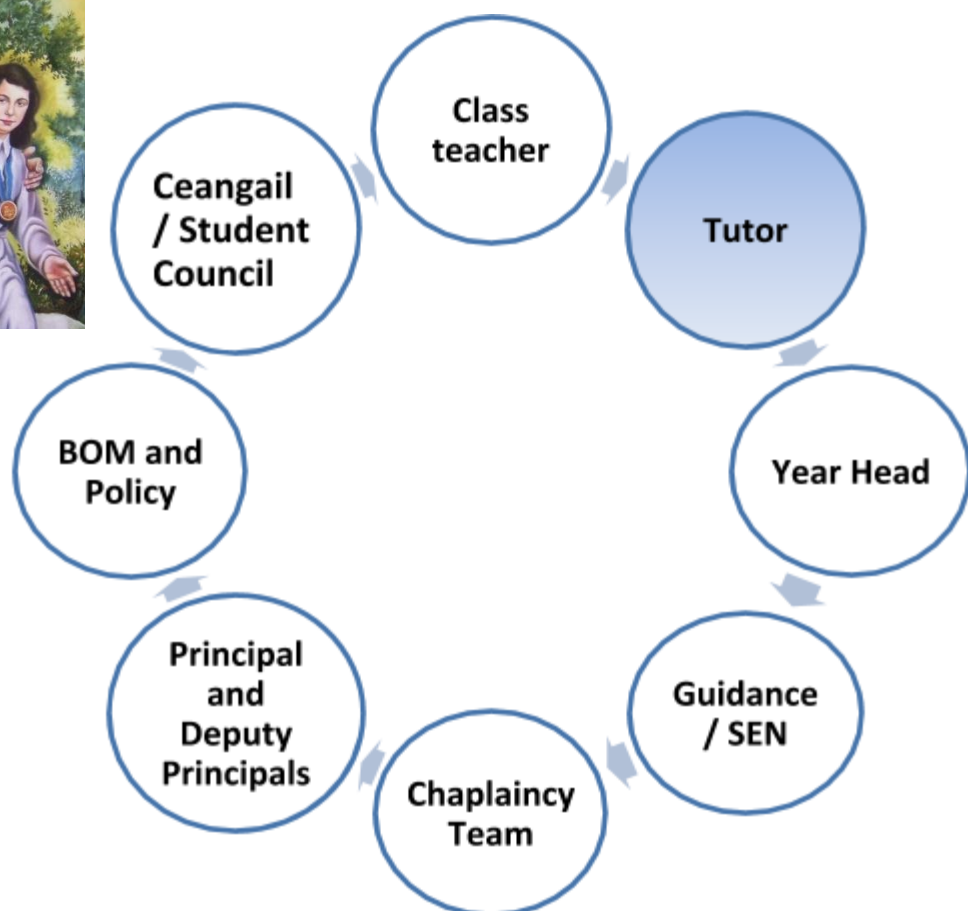 Class
teacher
Tutor
Year Head
Guidance
/ SEN
Chaplaincy
Team
Principal
and
Deputy
Principals
BOM and
Policy
Ceangail
/ Student
Council